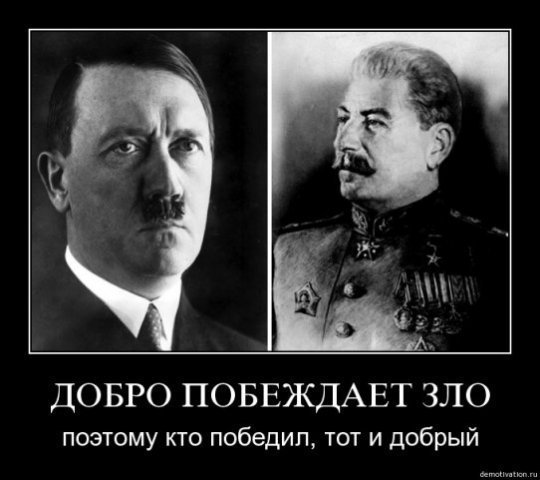 ДОБРО ПОБЕЖДАЕТ ЗЛО
поэтому кто победил, тот и добрый
demotivation.ru